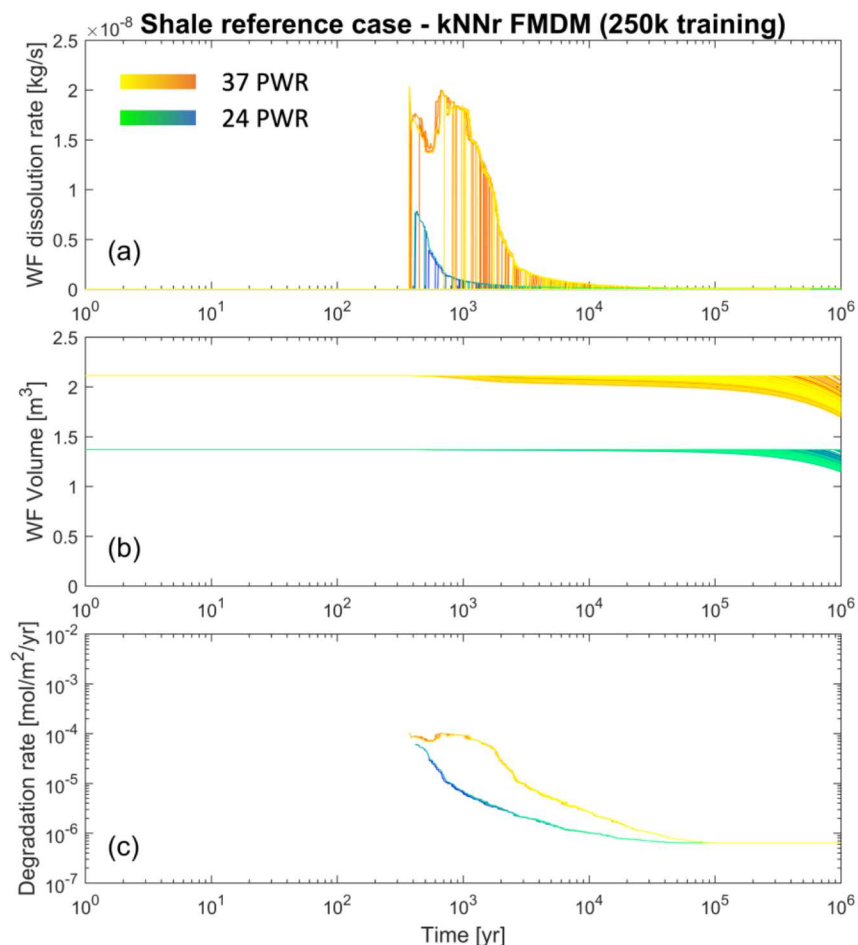 Shale reference case - kNNr FMDM (250k training)
×10⁻⁸
2.5
2
1.5
1
0.5
0
WF dissolution rate [kg/s]
37 PWR
24 PWR
(a)
10⁰ 10¹ 10² 10³ 10⁴ 10⁵ 10⁶
2.5
2
1.5
1
0.5
0
WF Volume [m³]
(b)
10⁰ 10¹ 10² 10³ 10⁴ 10⁵ 10⁶
10⁻²
10⁻³
10⁻⁴
10⁻⁵
10⁻⁶
10⁻⁷
Degradation rate [mol/m²/yr]
(c)
10⁰ 10¹ 10² 10³ 10⁴ 10⁵ 10⁶
Time [yr]